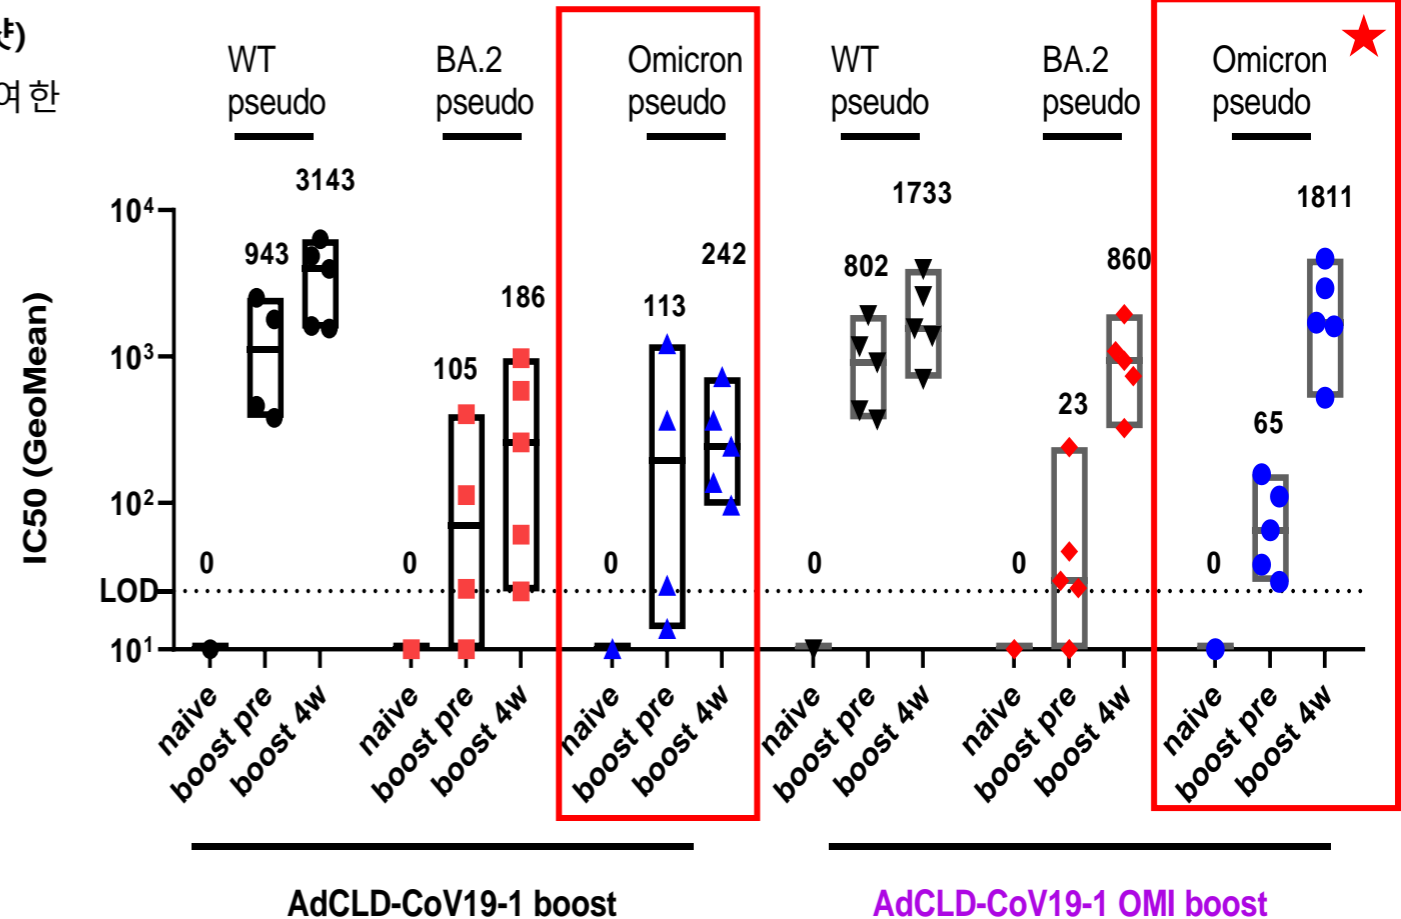 샷)
여 한
WT pseudo
BA.2 pseudo
Omicron pseudo
WT pseudo
BA.2 pseudo
Omicron pseudo
3143
943
186
105
242
113
1733
802
860
23
1811
65
0
0
0
0
0
0
IC50 (GeoMean)
10⁴
10³
10²
LOD
10¹
naive
boost pre
boost 4w
naive
boost pre
boost 4w
naive
boost pre
boost 4w
naive
boost pre
boost 4w
naive
boost pre
boost 4w
naive
boost pre
boost 4w
AdCLD-CoV19-1 boost
AdCLD-CoV19-1 OMI boost